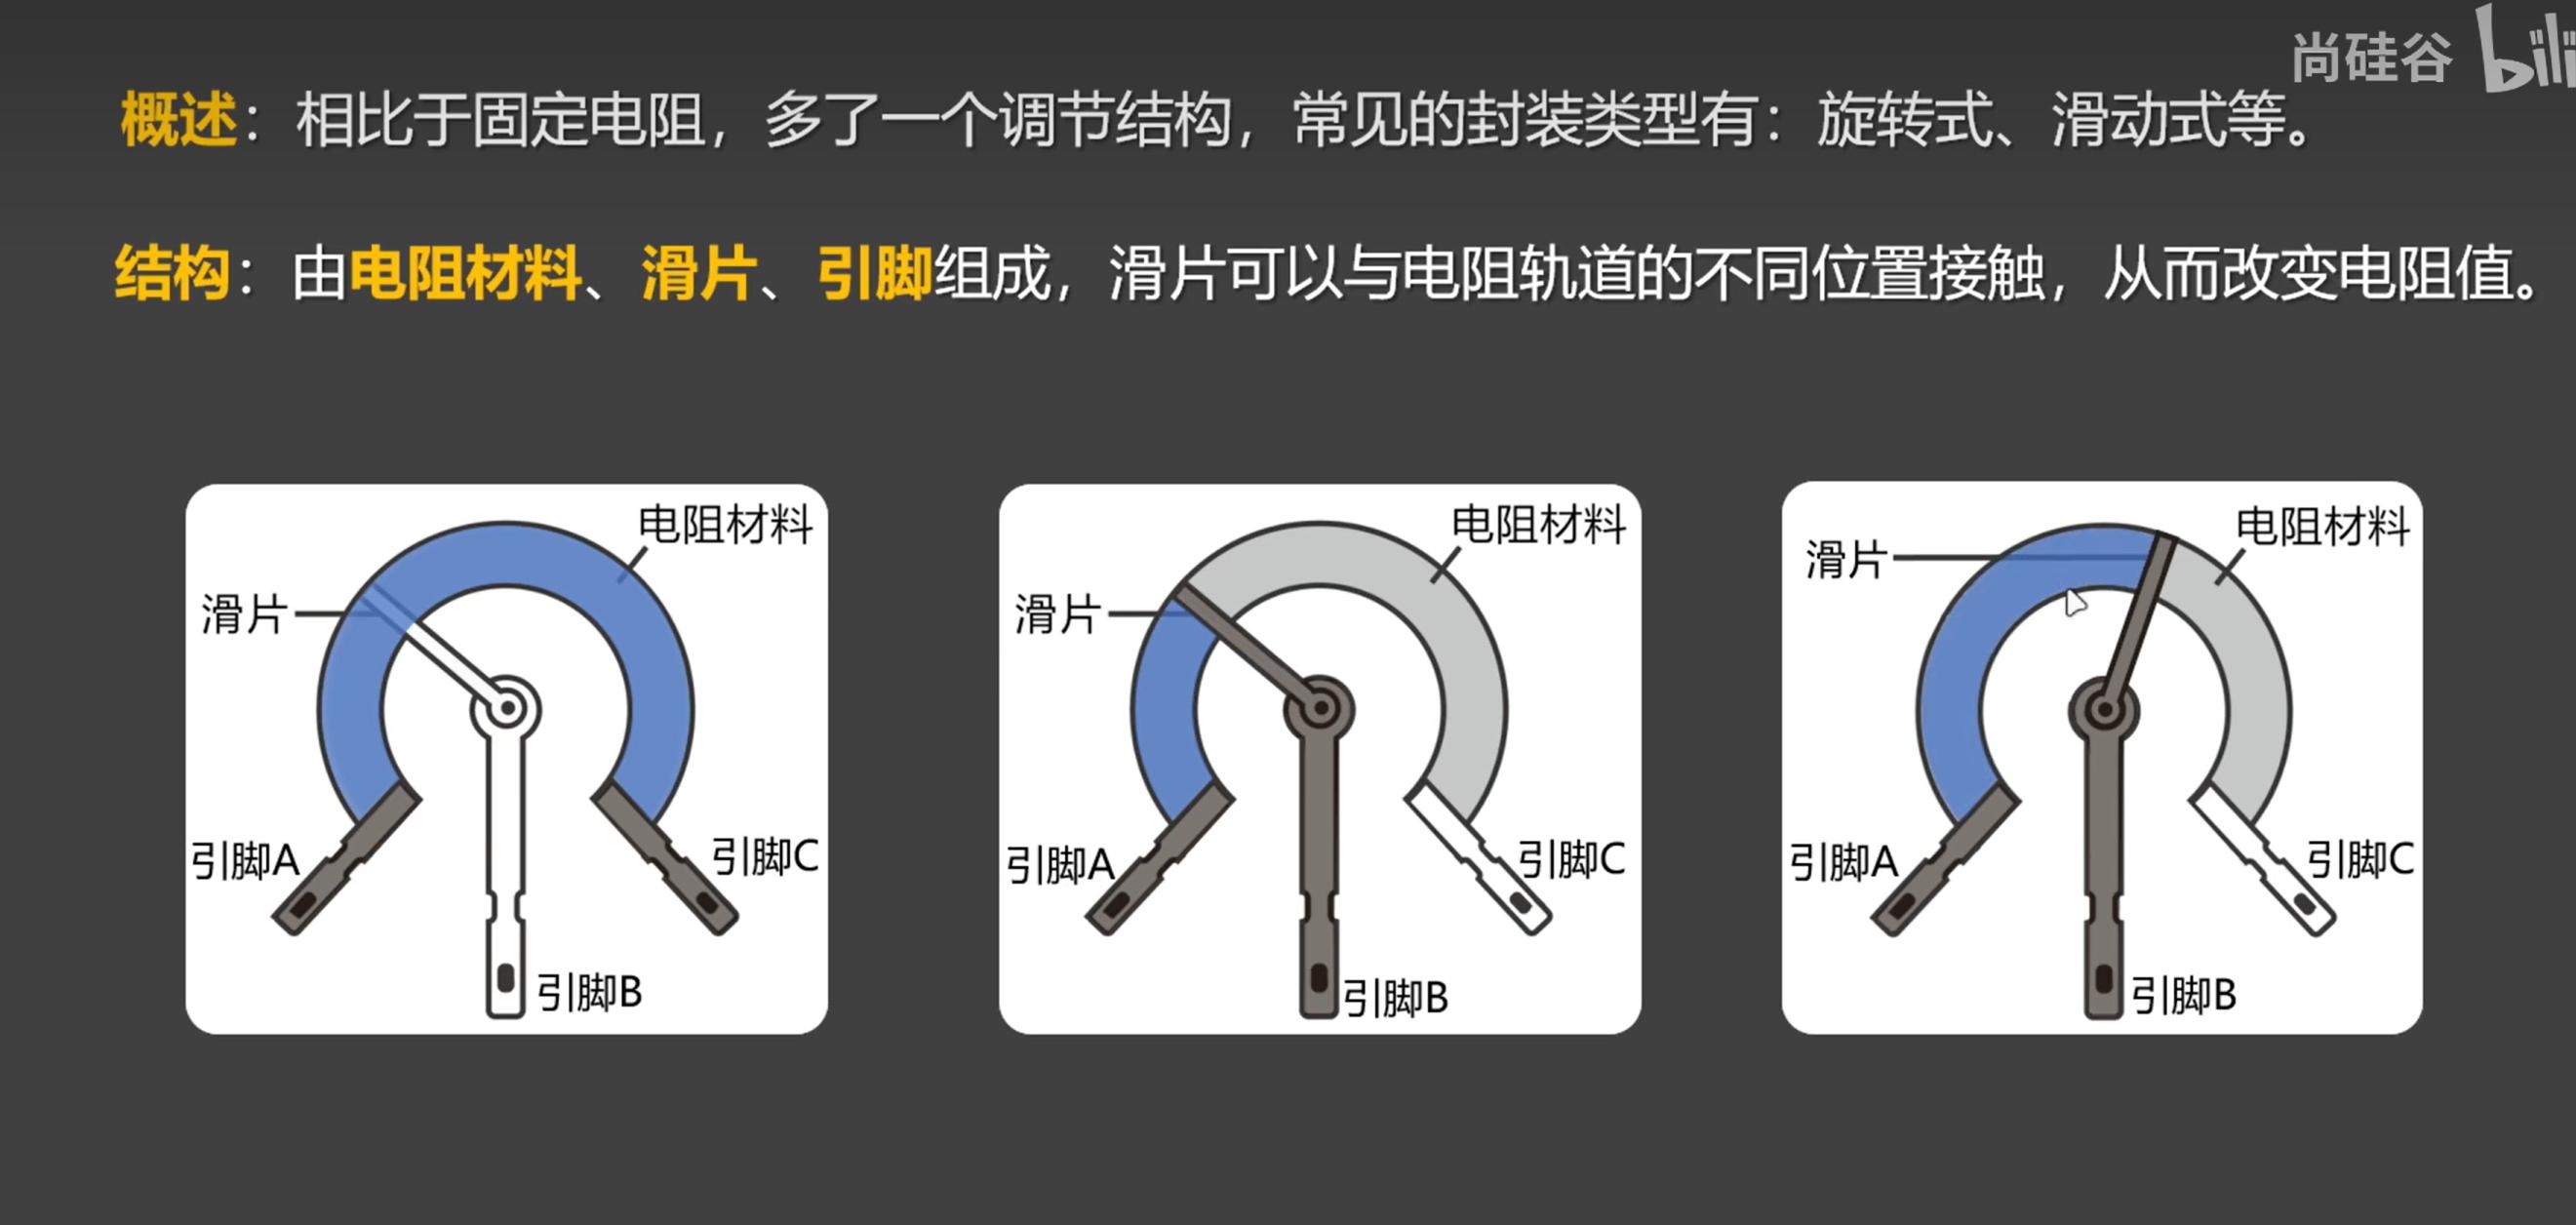 尚硅谷 bili
概述：相比于固定电阻，多了一个调节结构，常见的封装类型有：旋转式、滑动式等。
结构：由电阻材料、滑片、引脚组成，滑片可以与电阻轨道的不同位置接触，从而改变电阻值。
电阻材料
滑片
引脚A
引脚C
引脚B
电阻材料
滑片
引脚A
引脚C
引脚B
电阻材料
滑片
引脚A
引脚C
引脚B